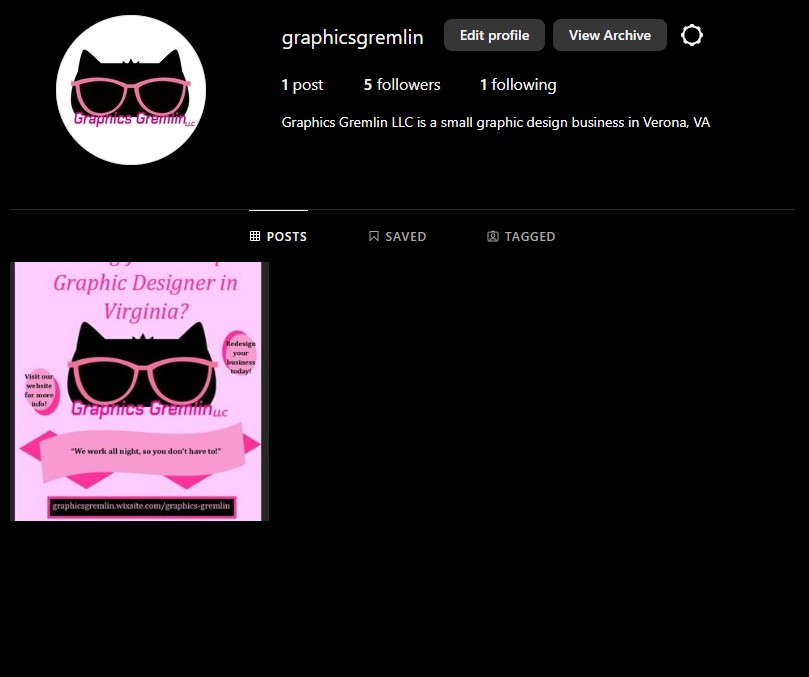 graphicsgremlin Edit profile View Archive
1 post 5 followers 1 following
Graphics Gremlin LLC is a small graphic design business in Verona, VA
Graphics Gremlin LLC
POSTS SAVED TAGGED
Graphic Designer in
Virginia?
Redesign
your
business
today!
Visit our
website
for more
info!
Graphics Gremlin LLC
"We work all night, so you don't have to!"
graphicsgremlin.wixsite.com/graphics-gremlin